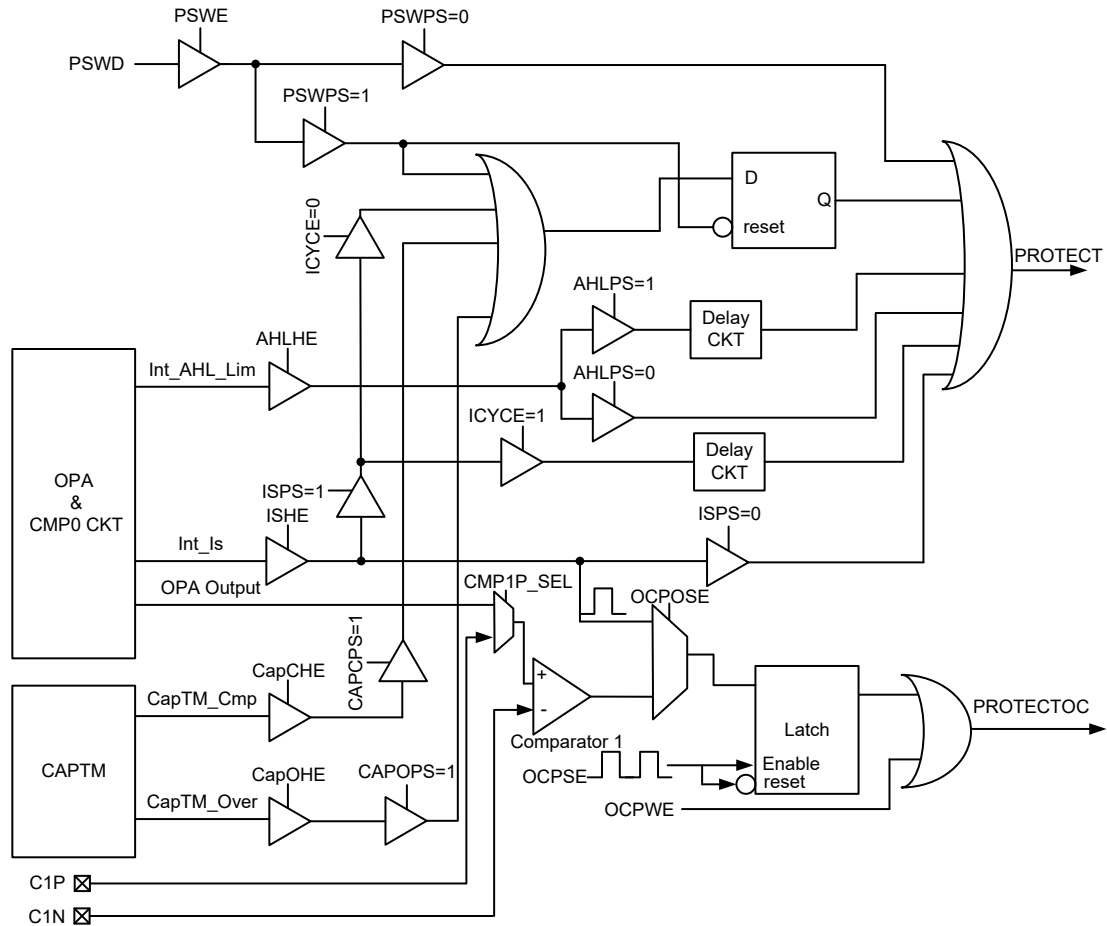 PSWE
PSWPS=0
PSWD
PSWPS=1
D
Q
reset
ICYCE=0
PROTECT
AHLPS=1
Delay
CKT
AHLHE
Int_AHL_Lim
AHLPS=0
ICYCE=1
Delay
CKT
OPA
&
CMP0 CKT
ISPS=1
ISHE
Int_Is
ISPS=0
OPA Output
CMP1P_SEL
OCPOSE
CAPCPS=1
CapCHE
CapTM_Cmp
+
-
Comparator 1
Latch
PROTECTOC
CAPTM
CapOHE
CAPOPS=1
OCPSE
Enable
reset
CapTM_Over
OCPWE
C1P
C1N